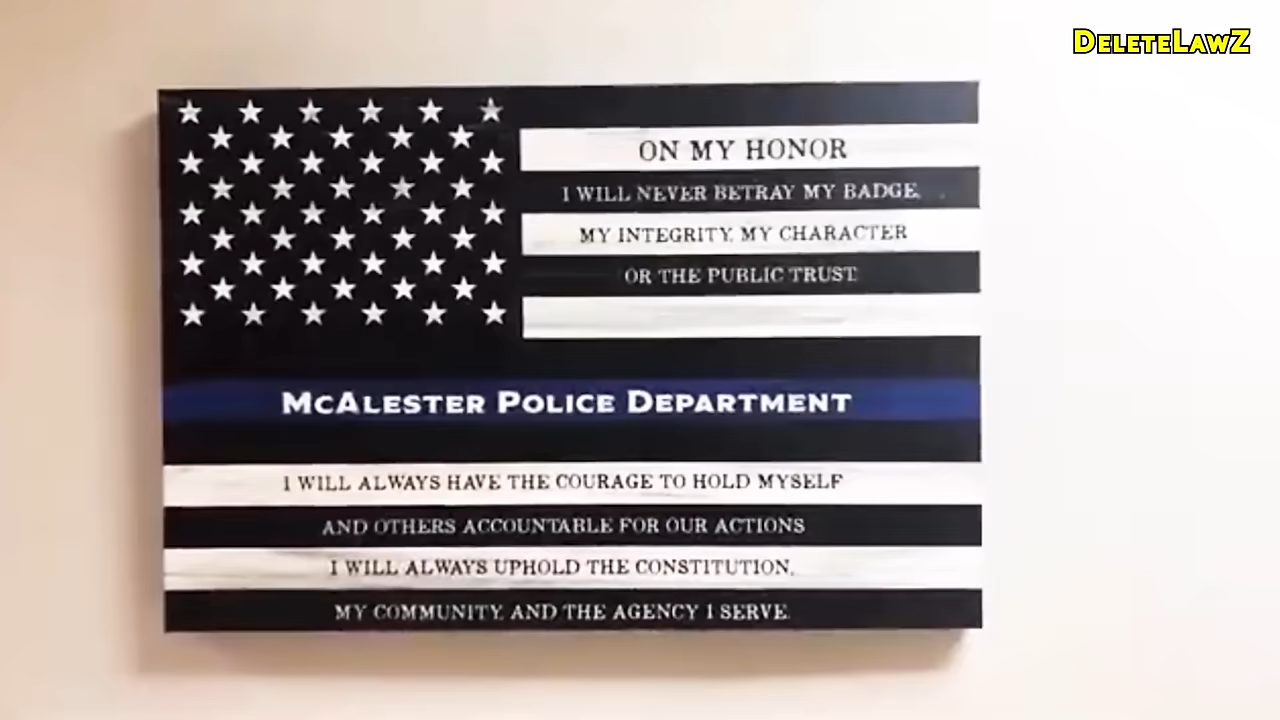 DeleteLawZ
ON MY HONOR
I WILL NEVER BETRAY MY BADGE,
MY INTEGRITY, MY CHARACTER
OR THE PUBLIC TRUST.
McAlester Police Department
I WILL ALWAYS HAVE THE COURAGE TO HOLD MYSELF
AND OTHERS ACCOUNTABLE FOR OUR ACTIONS
I WILL ALWAYS UPHOLD THE CONSTITUTION,
MY COMMUNITY, AND THE AGENCY I SERVE.